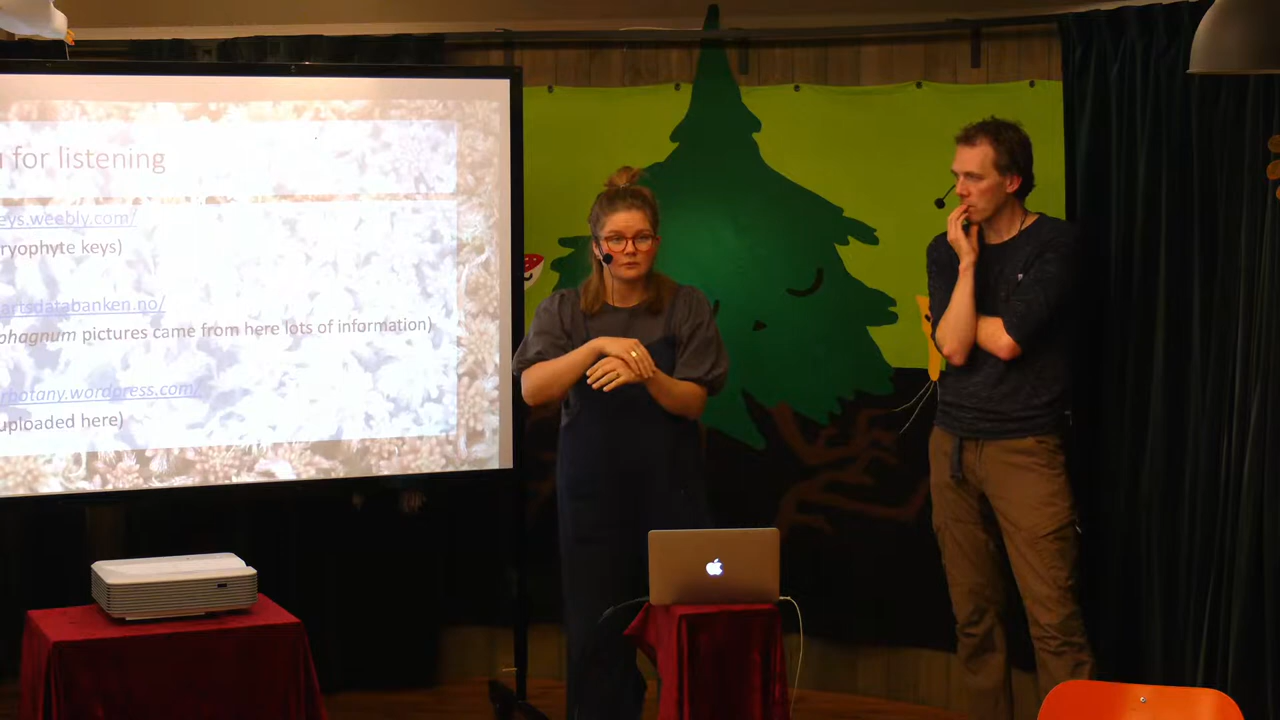 for listening
eys.weebly.com/
ryophyte keys)
artsdatabanken.no/
phagnum pictures came from here lots of information)
rbotany.wordpress.com/
uploaded here)